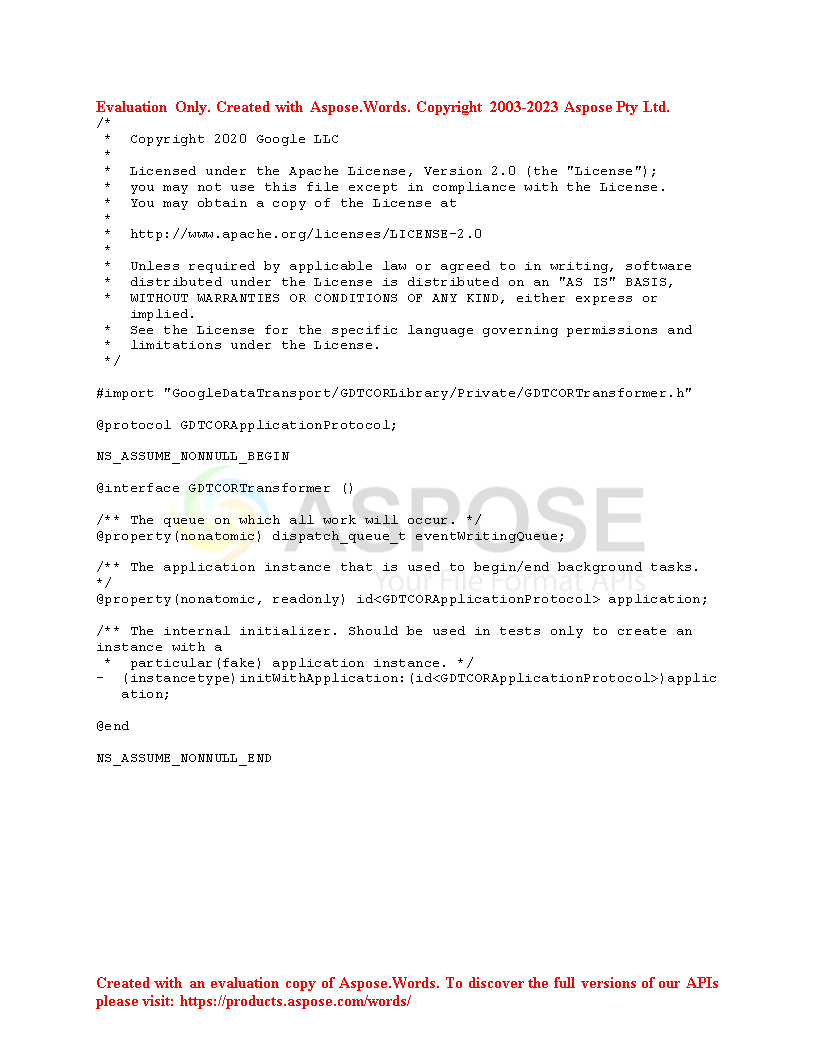 Evaluation Only. Created with Aspose.Words. Copyright 2003-2023 Aspose Pty Ltd.
/*
 *  Copyright 2020 Google LLC
 *
 *  Licensed under the Apache License, Version 2.0 (the "License");
 *  you may not use this file except in compliance with the License.
 *  You may obtain a copy of the License at
 *
 *  http://www.apache.org/licenses/LICENSE-2.0
 *
 *  Unless required by applicable law or agreed to in writing, software
 *  distributed under the License is distributed on an "AS IS" BASIS,
 *  WITHOUT WARRANTIES OR CONDITIONS OF ANY KIND, either express or
    implied.
 *  See the License for the specific language governing permissions and
 *  limitations under the License.
 */

#import "GoogleDataTransport/GDTCORLibrary/Private/GDTCORTransformer.h"

@protocol GDTCORApplicationProtocol;

NS_ASSUME_NONNULL_BEGIN

@interface GDTCORTransformer ()

ASPOSE
/** The queue on which all work will occur. */
@property(nonatomic) dispatch_queue_t eventWritingQueue;

/** The application instance that is used to begin/end background tasks.
*/
Your File Format APIs
@property(nonatomic, readonly) id<GDTCORApplicationProtocol> application;

/** The internal initializer. Should be used in tests only to create an
instance with a
 *  particular(fake) application instance. */
-  (instancetype)initWithApplication:(id<GDTCORApplicationProtocol>)applic
   ation;

@end

NS_ASSUME_NONNULL_END

Created with an evaluation copy of Aspose.Words. To discover the full versions of our APIs
please visit: https://products.aspose.com/words/